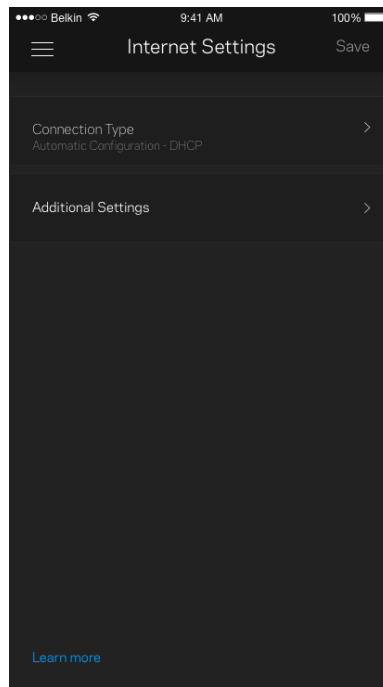 ●●●○○ Belkin 9:41 AM 100%
Internet Settings Save
Connection Type
Automatic Configuration - DHCP
Additional Settings
Learn more